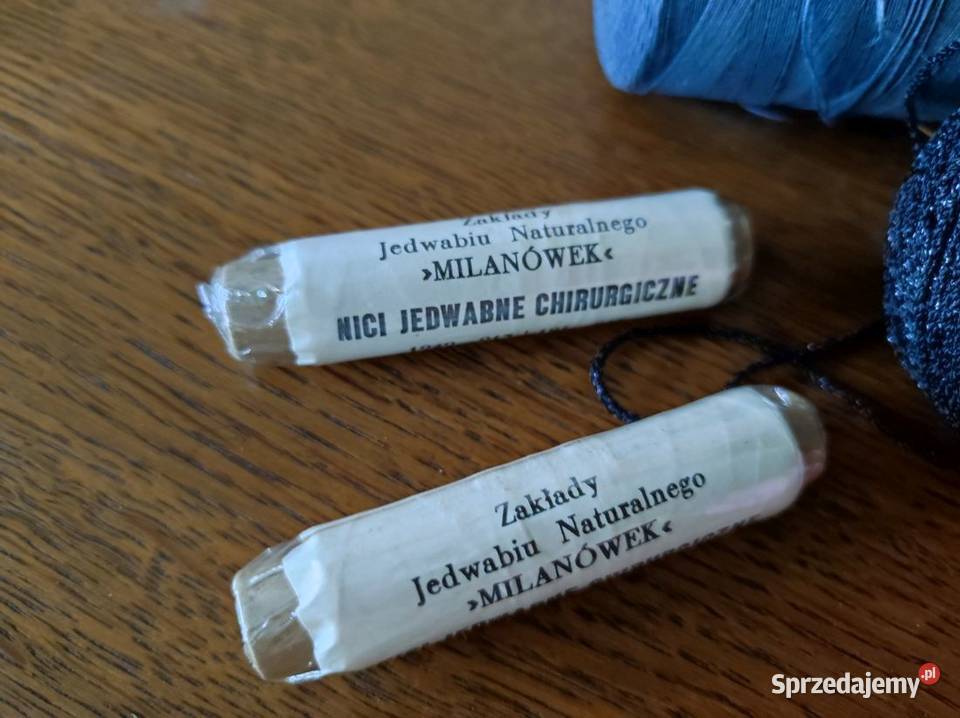 Zakłady
Jedwabiu Naturalnego
›MILANÓWEK‹
NICI JEDWABNE CHIRURGICZNE
Zakłady
Jedwabiu Naturalnego
›MILANÓWEK‹
Sprzedajemy.pl